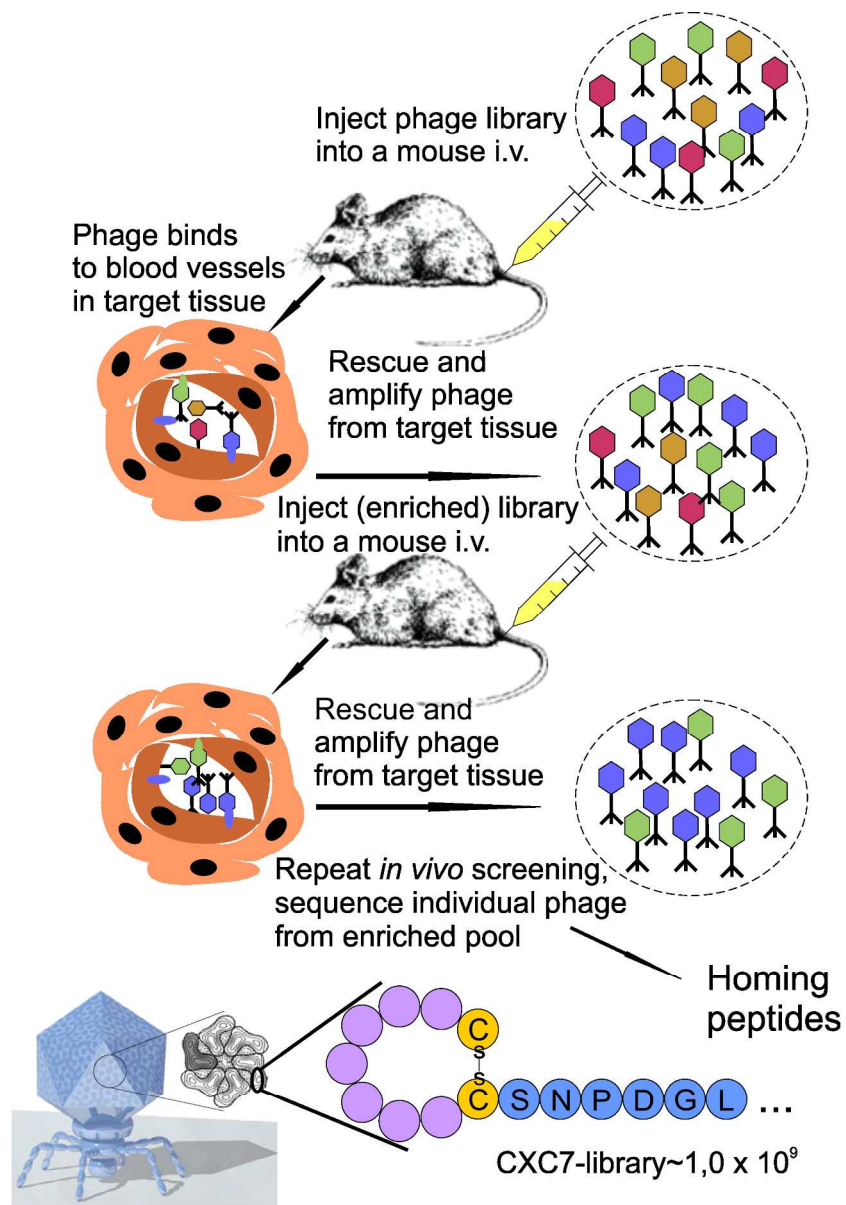 Inject phage library
into a mouse i.v.
Phage binds
to blood vessels
in target tissue
Rescue and
amplify phage
from target tissue
Inject (enriched) library
into a mouse i.v.
Rescue and
amplify phage
from target tissue
Repeat in vivo screening,
sequence individual phage
from enriched pool
Homing
peptides
C
s
s
C S N P D G L ...
CXC7-library~1,0 x 10⁹